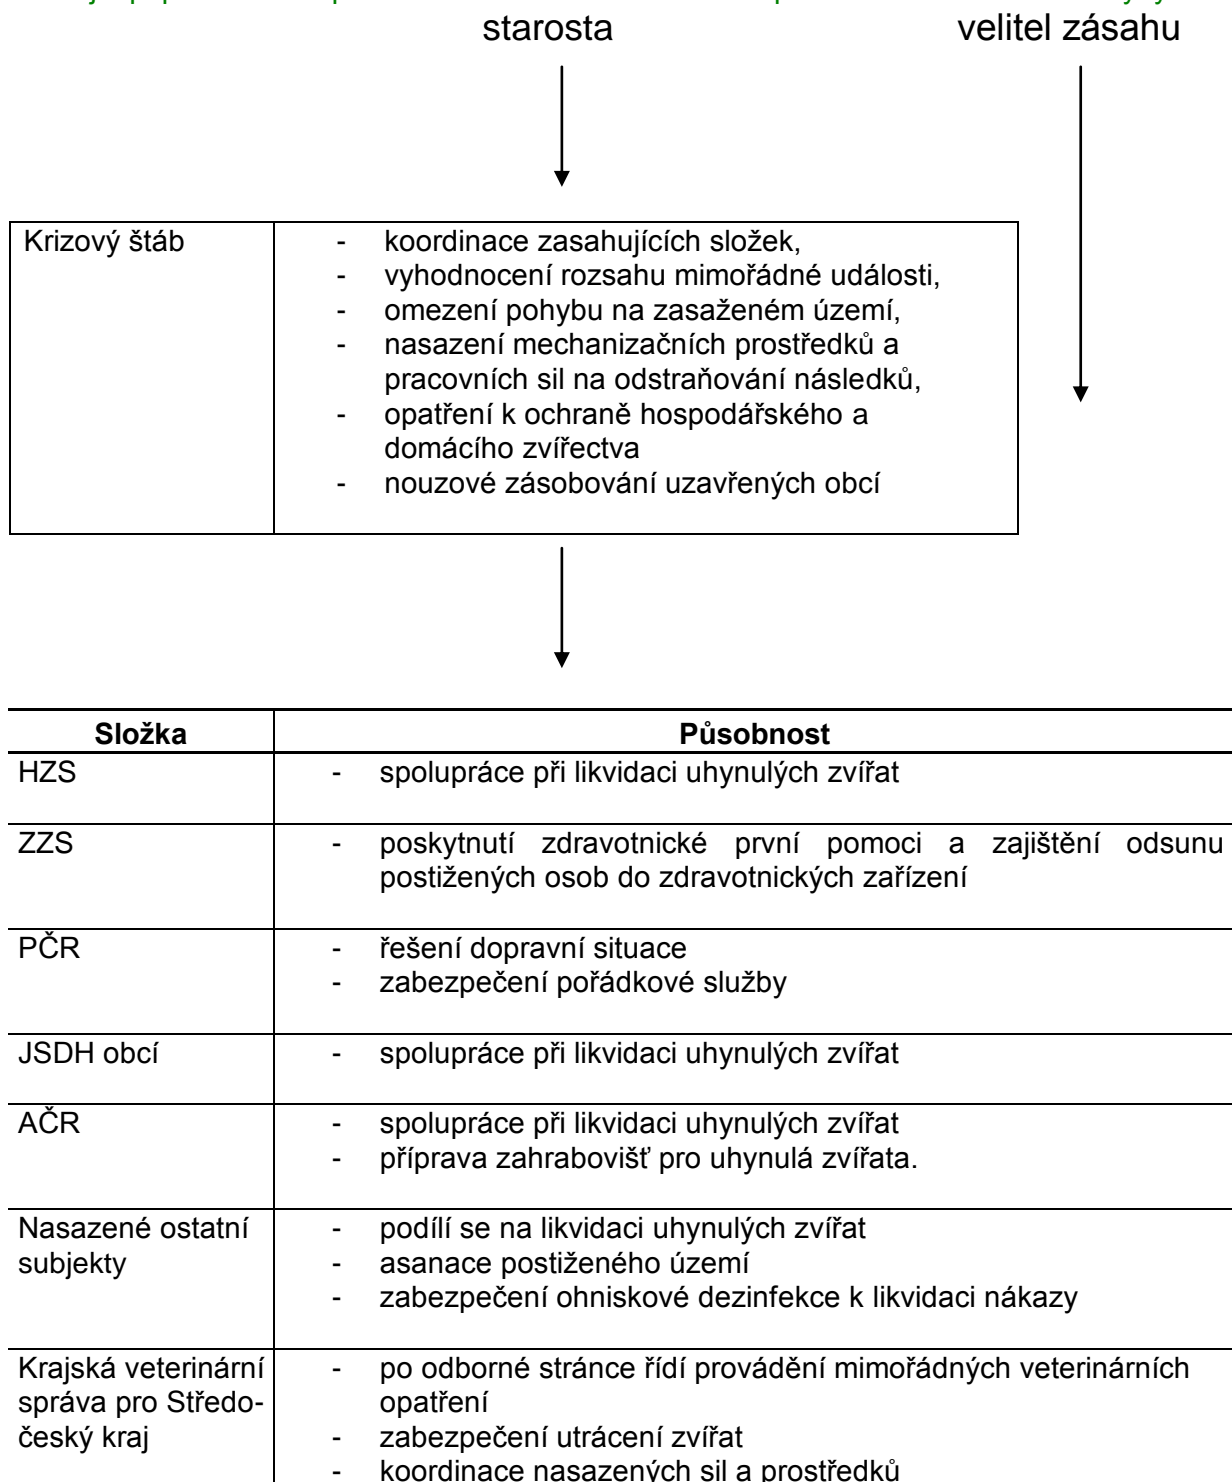 starosta velitel zásahu
Krizový štáb - koordinace zasahujících složek,
- vyhodnocení rozsahu mimořádné události,
- omezení pohybu na zasaženém území,
- nasazení mechanizačních prostředků a
pracovních sil na odstraňování následků,
- opatření k ochraně hospodářského a
domácího zvířectva
- nouzové zásobování uzavřených obcí
Složka Působnost
HZS - spolupráce při likvidaci uhynulých zvířat
ZZS - poskytnutí zdravotnické první pomoci a zajištění odsunu
postižených osob do zdravotnických zařízení
PČR - řešení dopravní situace
- zabezpečení pořádkové služby
JSDH obcí - spolupráce při likvidaci uhynulých zvířat
AČR - spolupráce při likvidaci uhynulých zvířat
- příprava zahrabovišť pro uhynulá zvířata.
Nasazené ostatní - podílí se na likvidaci uhynulých zvířat
subjekty - asanace postiženého území
- zabezpečení ohniskové dezinfekce k likvidaci nákazy
Krajská veterinární - po odborné stránce řídí provádění mimořádných veterinárních
správa pro Středo- opatření
český kraj - zabezpečení utrácení zvířat
- koordinace nasazených sil a prostředků